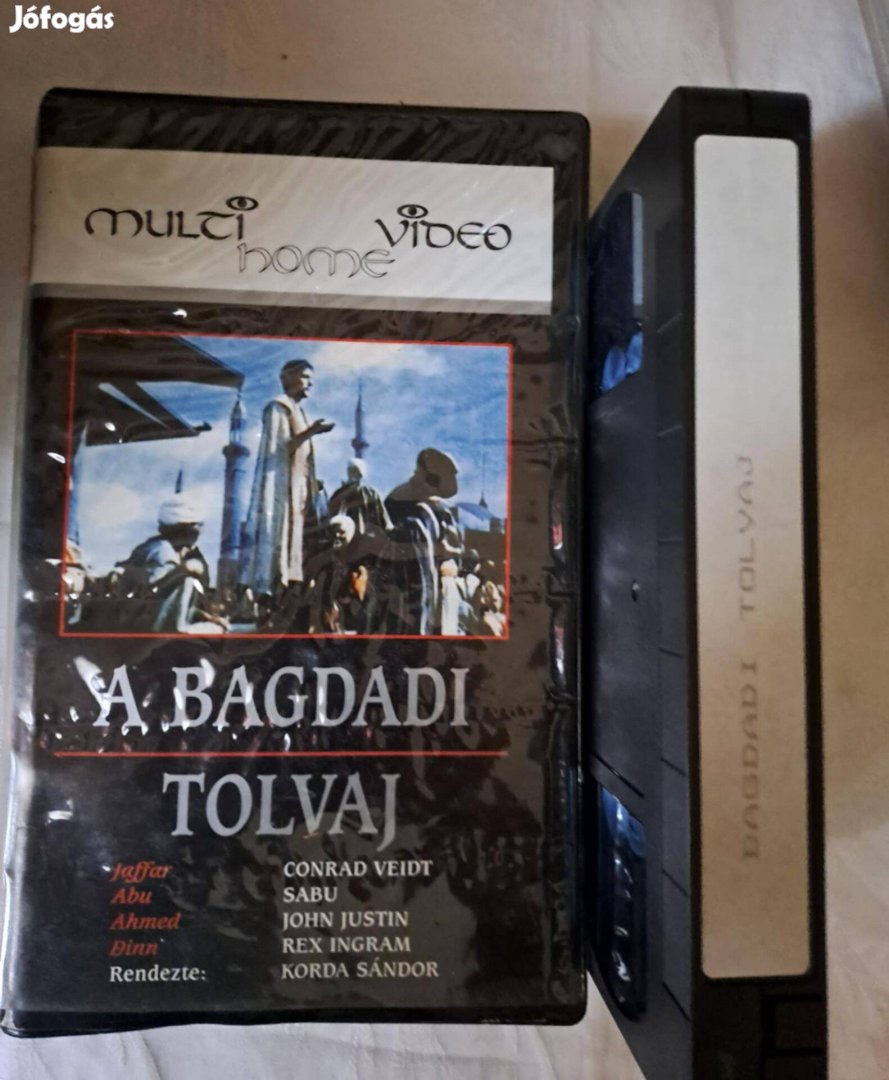 Jófogás
multi video
home
A BAGDADI
TOLVAJ
Jaffar CONRAD VEIDT
Abu SABU
Ahmed JOHN JUSTIN
Đinn REX INGRAM
Rendezte: KORDA SÁNDOR
BAGDADI TOLVAJ